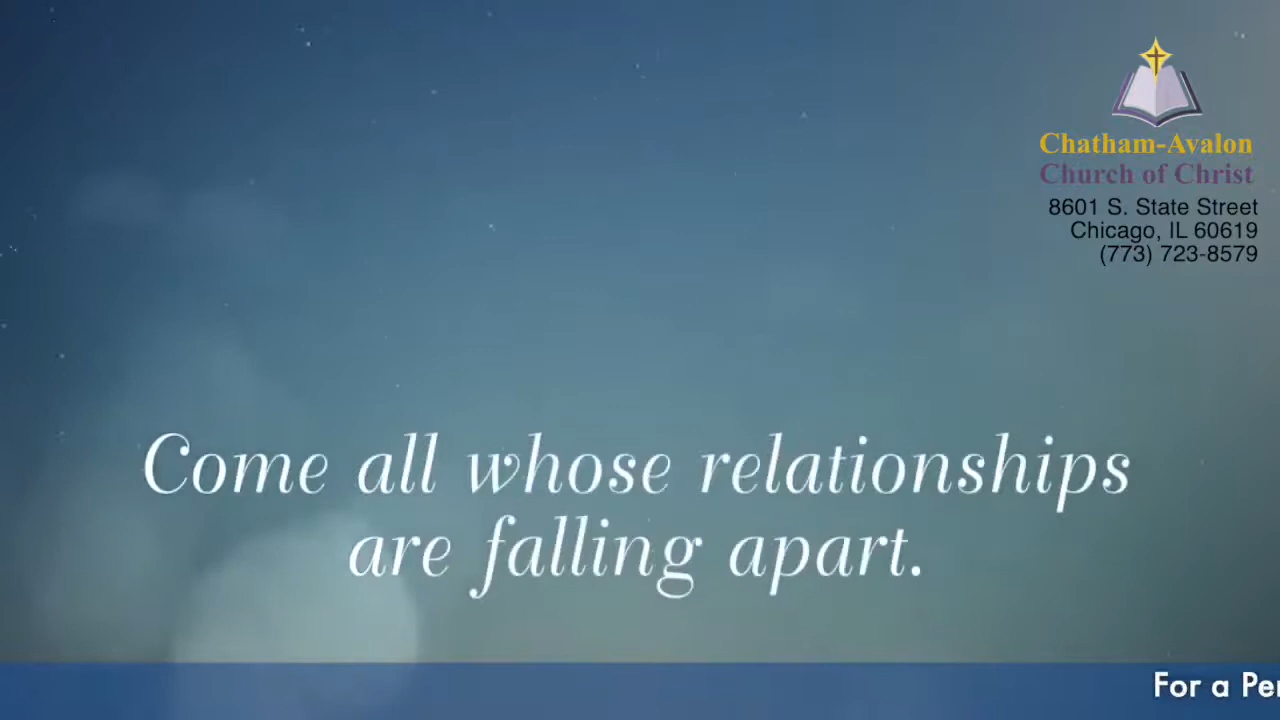 Chatham-Avalon
Church of Christ
8601 S. State Street
Chicago, IL 60619
(773) 723-8579
Come all whose relationships
are falling apart.
For a